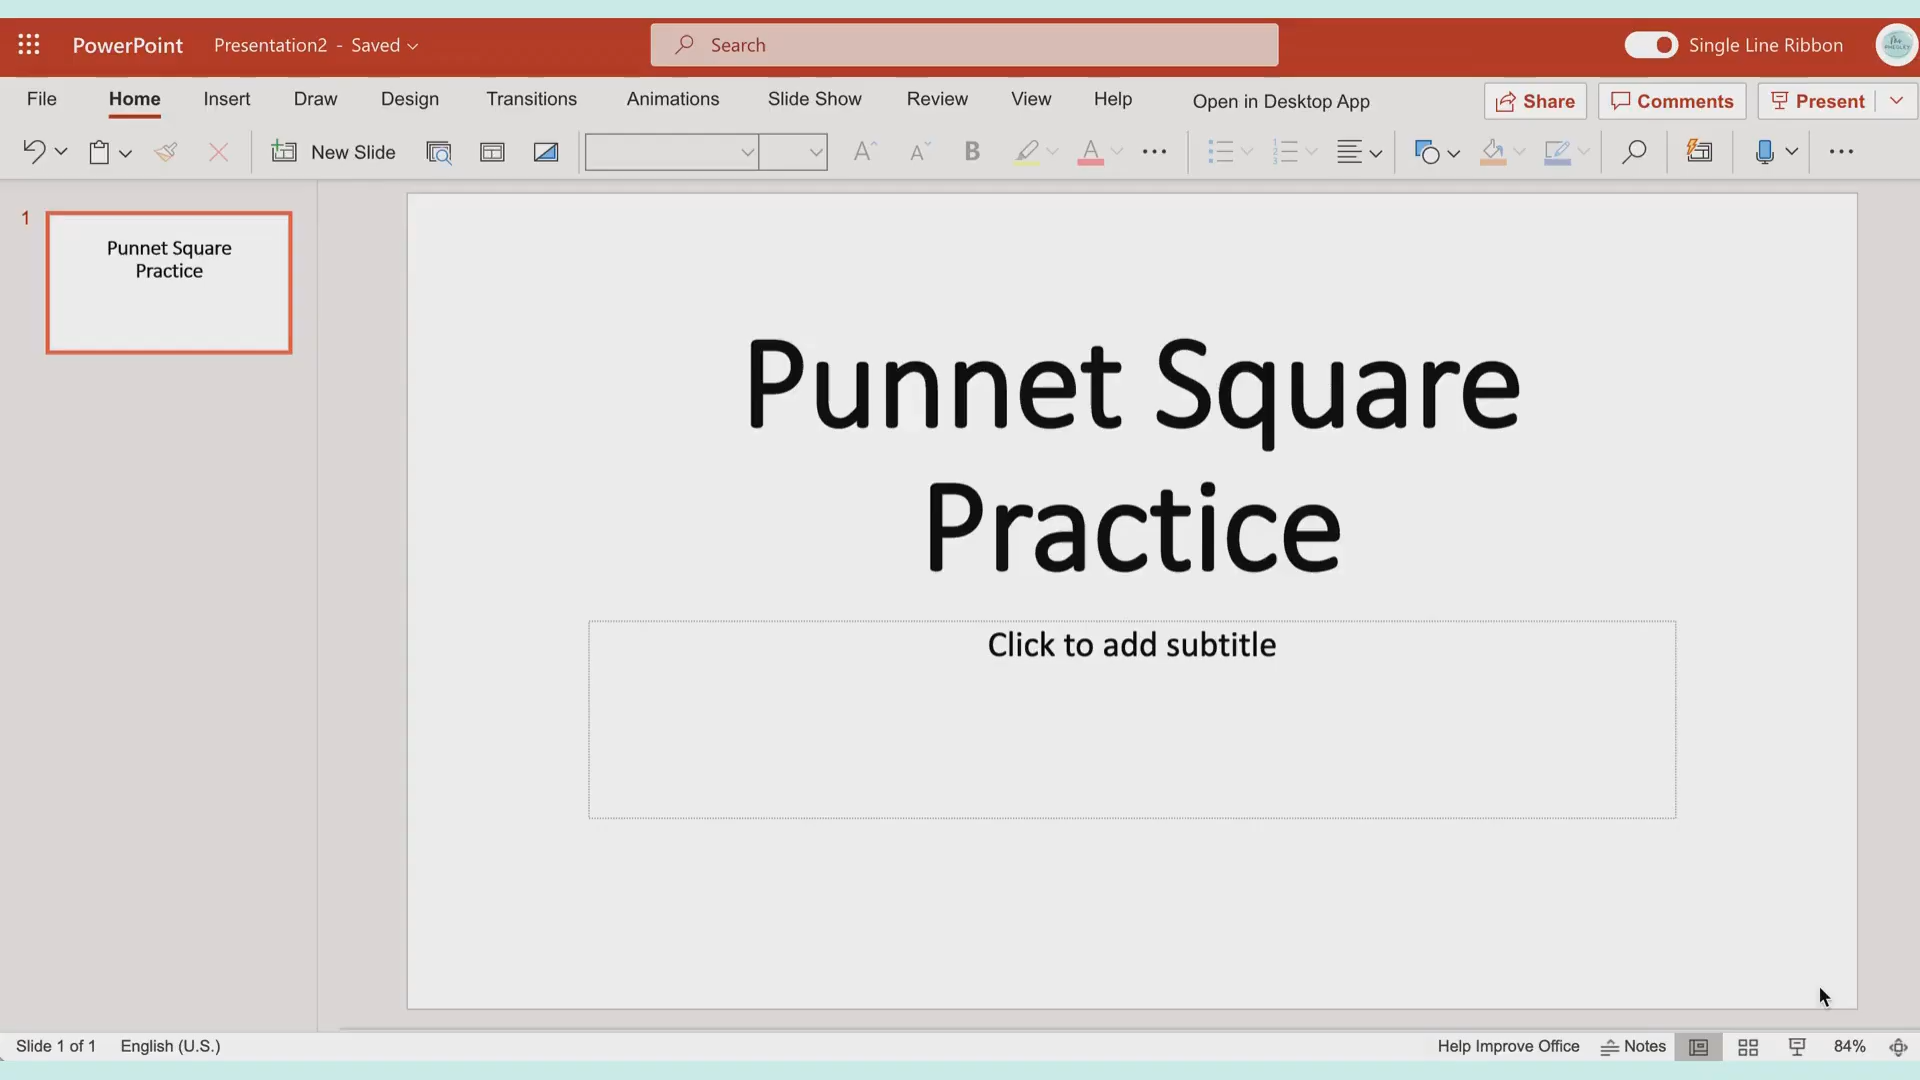 PowerPoint Presentation2 - Saved Search Single Line Ribbon
File Home Insert Draw Design Transitions Animations Slide Show Review View Help Open in Desktop App Share Comments Present
New Slide
1
Punnet Square
Practice
Punnet Square
Practice
Click to add subtitle
Slide 1 of 1 English (U.S.) Help Improve Office Notes 84%